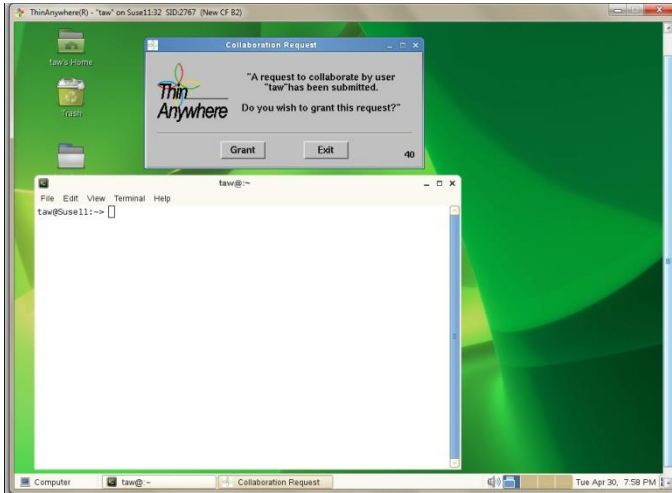 ThinAnywhere(R) - "taw" on Suse11:32 SID:2767 (New CF B2)
taw's Home
Trash
Collaboration Request
Thin
Anywhere
"A request to collaborate by user
"taw"has been submitted.
Do you wish to grant this request?"
Grant
Exit
40
taw@:~
File Edit View Terminal Help
taw@Suse11:~>
Computer
taw@:~
Collaboration Request
Tue Apr 30, 7:58 PM